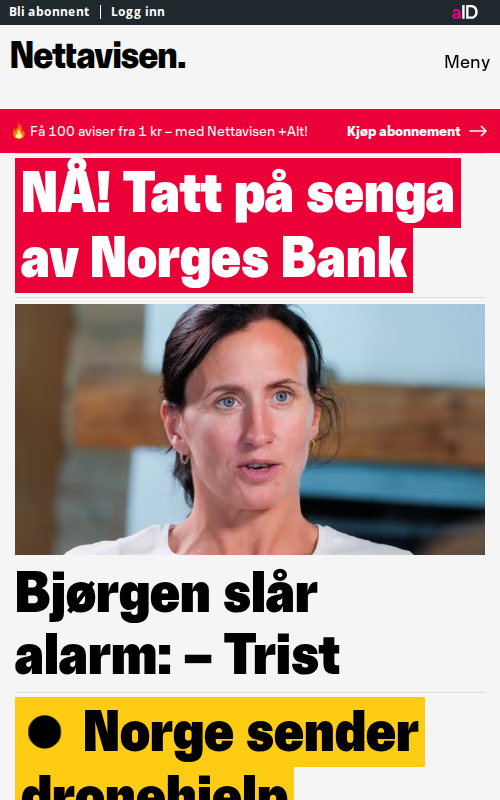 Bli abonnent | Logg inn
aID
Nettavisen.
Meny
🔥 Få 100 aviser fra 1 kr – med Nettavisen +Alt!
Kjøp abonnement →
NÅ! Tatt på senga
av Norges Bank
Bjørgen slår
alarm: – Trist
● Norge sender
dronehjelp